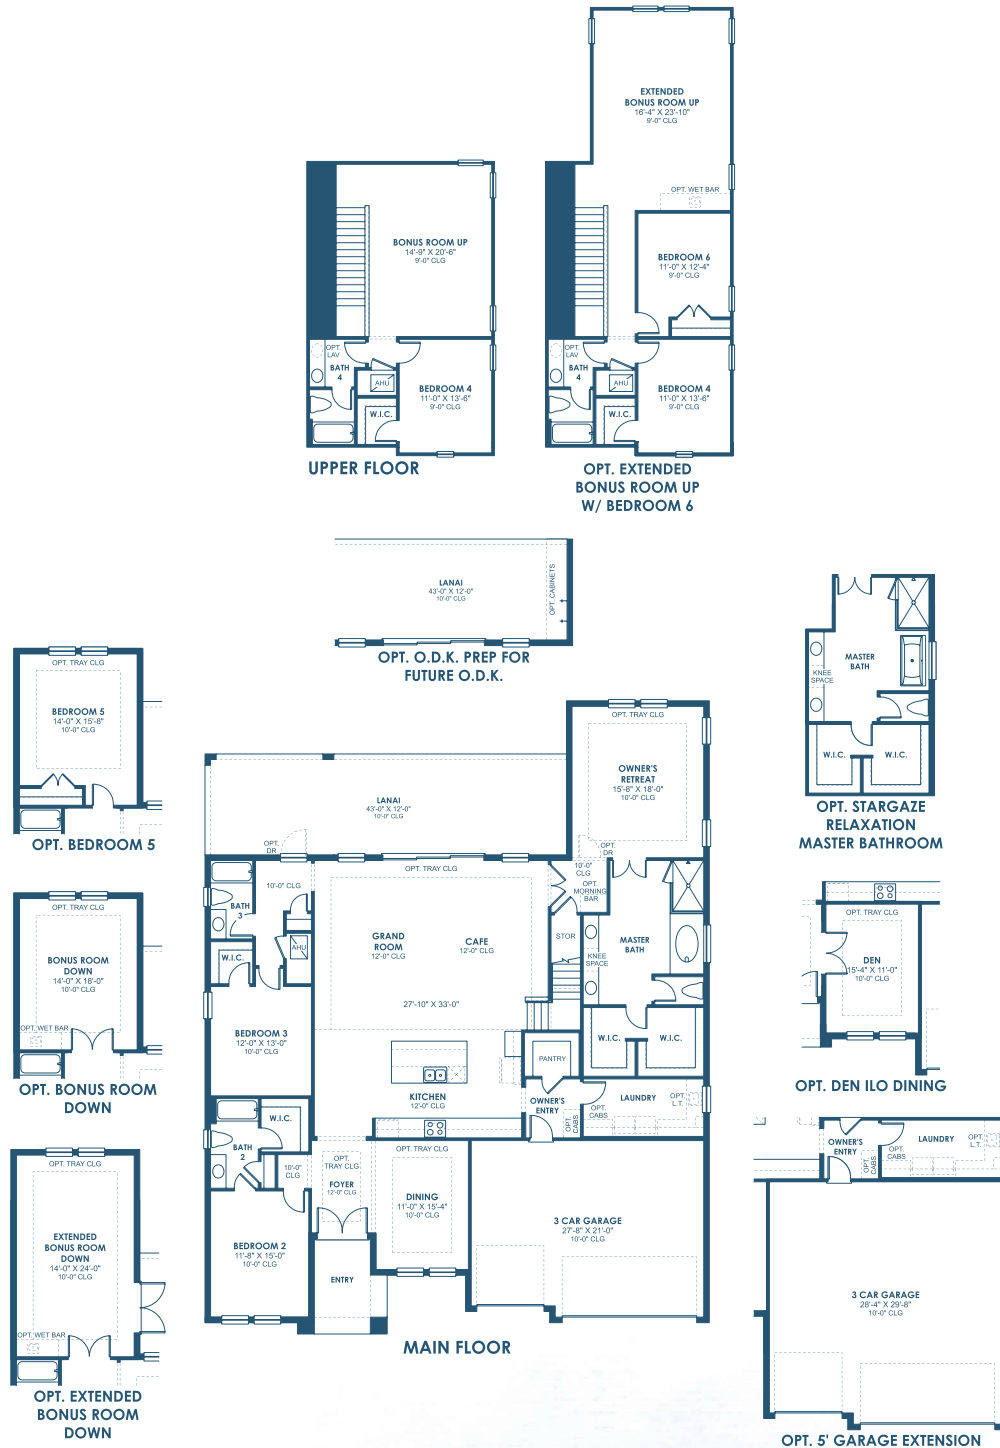 EXTENDED
BONUS ROOM UP
16'-4" X 23'-10"
9'-0" CLG
OPT. WET BAR
BEDROOM 6
11'-0" X 12'-4"
9'-0" CLG
OPT.
LAV
BATH
4
AHU
W.I.C.
BEDROOM 4
11'-0" X 13'-6"
9'-0" CLG
OPT. EXTENDED
BONUS ROOM UP
W/ BEDROOM 6
BONUS ROOM UP
14'-9" X 20'-6"
9'-0" CLG
OPT.
LAV
BATH
4
AHU
W.I.C.
BEDROOM 4
11'-0" X 13'-6"
9'-0" CLG
UPPER FLOOR
LANAI
43'-0" X 12'-0"
10'-0" CLG
OPT. CABINETS
OPT. O.D.K. PREP FOR
FUTURE O.D.K.
MASTER
BATH
KNEE
SPACE
W.I.C.
W.I.C.
OPT. STARGAZE
RELAXATION
MASTER BATHROOM
OPT. TRAY CLG
BEDROOM 5
14'-0" X 15'-8"
10'-0" CLG
OPT. BEDROOM 5
OPT. TRAY CLG
BONUS ROOM
DOWN
14'-0" X 18'-0"
10'-0" CLG
OPT. WET BAR
OPT. BONUS ROOM
DOWN
OPT. TRAY CLG
EXTENDED
BONUS ROOM
DOWN
14'-0" X 24'-0"
10'-0" CLG
OPT. WET BAR
OPT. EXTENDED
BONUS ROOM
DOWN
OPT. TRAY CLG
OWNER'S
RETREAT
15'-8" X 18'-0"
10'-0" CLG
LANAI
43'-0" X 12'-0"
10'-0" CLG
OPT.
DR
OPT.
DR
OPT. TRAY CLG
10'-0"
CLG
OPT.
MORNING
BAR
10'-0" CLG
BATH
3
AHU
W.I.C.
GRAND
ROOM
12'-0" CLG
CAFE
12'-0" CLG
STOR
MASTER
BATH
KNEE
SPACE
27'-10" X 33'-0"
BEDROOM 3
12'-0" X 13'-0"
10'-0" CLG
W.I.C.
W.I.C.
PANTRY
KITCHEN
12'-0" CLG
OWNER'S
ENTRY
OPT.
CABS
OPT.
CABS
LAUNDRY
OPT.
L.T.
W.I.C.
BATH
2
10'-0"
CLG
OPT.
TRAY CLG
FOYER
12'-0" CLG
OPT. TRAY CLG
DINING
11'-0" X 15'-4"
10'-0" CLG
BEDROOM 2
11'-8" X 15'-0"
10'-0" CLG
ENTRY
3 CAR GARAGE
27'-8" X 21'-0"
10'-0" CLG
MAIN FLOOR
OPT. TRAY CLG
DEN
15'-4" X 11'-0"
10'-0" CLG
OPT. DEN ILO DINING
OWNER'S
ENTRY
OPT.
CABS
OPT.
CABS
LAUNDRY
OPT.
L.T.
3 CAR GARAGE
28'-4" X 29'-8"
10'-0" CLG
OPT. 5' GARAGE EXTENSION